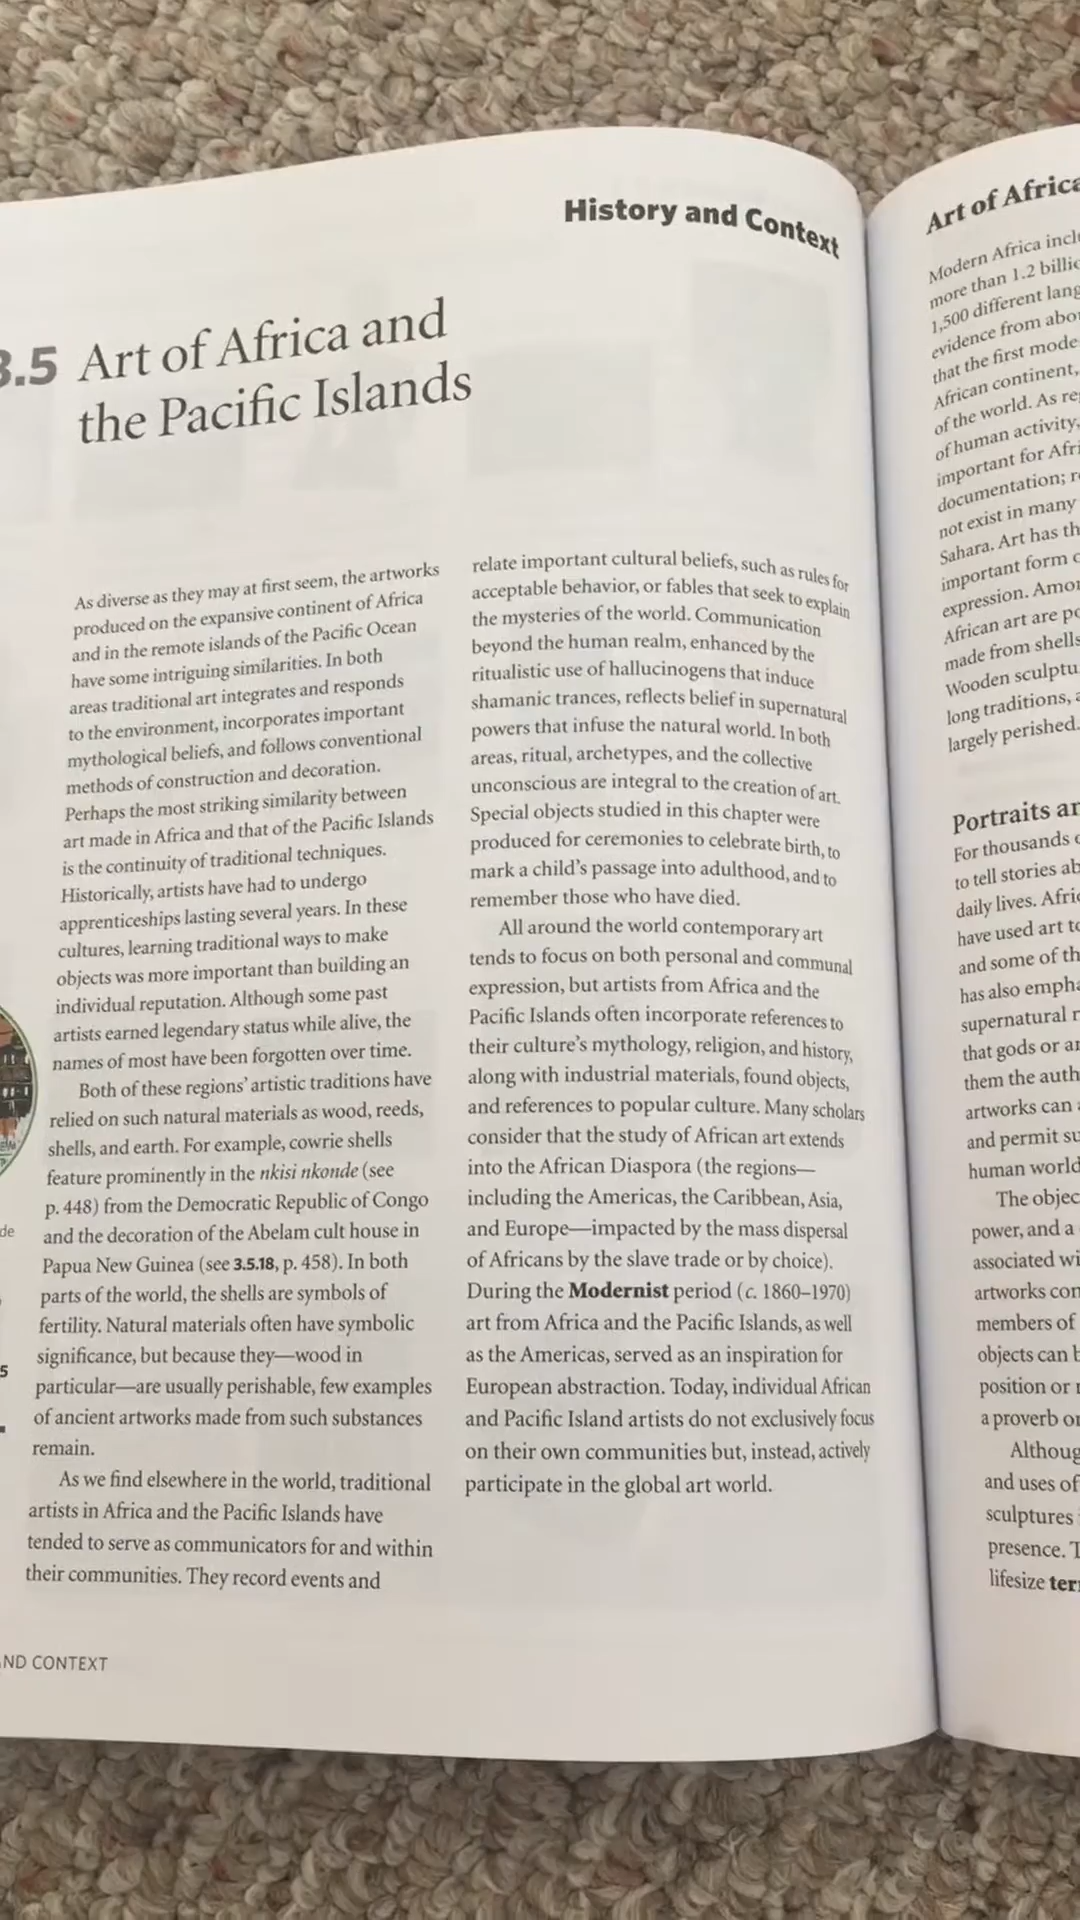 History and Context
3.5 Art of Africa and
the Pacific Islands
As diverse as they may at first seem, the artworks
produced on the expansive continent of Africa
and in the remote islands of the Pacific Ocean
have some intriguing similarities. In both
areas traditional art integrates and responds
to the environment, incorporates important
mythological beliefs, and follows conventional
methods of construction and decoration.
Perhaps the most striking similarity between
art made in Africa and that of the Pacific Islands
is the continuity of traditional techniques.
Historically, artists have had to undergo
apprenticeships lasting several years. In these
cultures, learning traditional ways to make
objects was more important than building an
individual reputation. Although some past
artists earned legendary status while alive, the
names of most have been forgotten over time.
Both of these regions' artistic traditions have
relied on such natural materials as wood, reeds,
shells, and earth. For example, cowrie shells
feature prominently in the nkisi nkonde (see
p. 448) from the Democratic Republic of Congo
and the decoration of the Abelam cult house in
Papua New Guinea (see 3.5.18, p. 458). In both
parts of the world, the shells are symbols of
fertility. Natural materials often have symbolic
significance, but because they—wood in
particular—are usually perishable, few examples
of ancient artworks made from such substances
remain.
As we find elsewhere in the world, traditional
artists in Africa and the Pacific Islands have
tended to serve as communicators for and within
their communities. They record events and
relate important cultural beliefs, such as rules for
acceptable behavior, or fables that seek to explain
the mysteries of the world. Communication
beyond the human realm, enhanced by the
ritualistic use of hallucinogens that induce
shamanic trances, reflects belief in supernatural
powers that infuse the natural world. In both
areas, ritual, archetypes, and the collective
unconscious are integral to the creation of art.
Special objects studied in this chapter were
produced for ceremonies to celebrate birth, to
mark a child's passage into adulthood, and to
remember those who have died.
All around the world contemporary art
tends to focus on both personal and communal
expression, but artists from Africa and the
Pacific Islands often incorporate references to
their culture's mythology, religion, and history,
along with industrial materials, found objects,
and references to popular culture. Many scholars
consider that the study of African art extends
into the African Diaspora (the regions—
including the Americas, the Caribbean, Asia,
and Europe—impacted by the mass dispersal
of Africans by the slave trade or by choice).
During the Modernist period (c. 1860–1970)
art from Africa and the Pacific Islands, as well
as the Americas, served as an inspiration for
European abstraction. Today, individual African
and Pacific Island artists do not exclusively focus
on their own communities but, instead, actively
participate in the global art world.
de
5
ND CONTEXT
Art of Africa
Modern Africa
more than 1.2
1,500 different
evidence from
that the first
African continent,
of the world. As
of human activity,
important for
documentation;
not exist in many
Sahara. Art has
important form
expression.
African art are
made from shells
Wooden
long traditions,
largely perished.
Portraits
For thousands
to tell stories
daily lives.
have used art
and some of
has also
supernatural
that gods or
them the
artworks can
and permit
human world
The
power, and a
associated
artworks
members of
objects can
position or
a proverb
and uses of
sculptures
presence.
lifesize